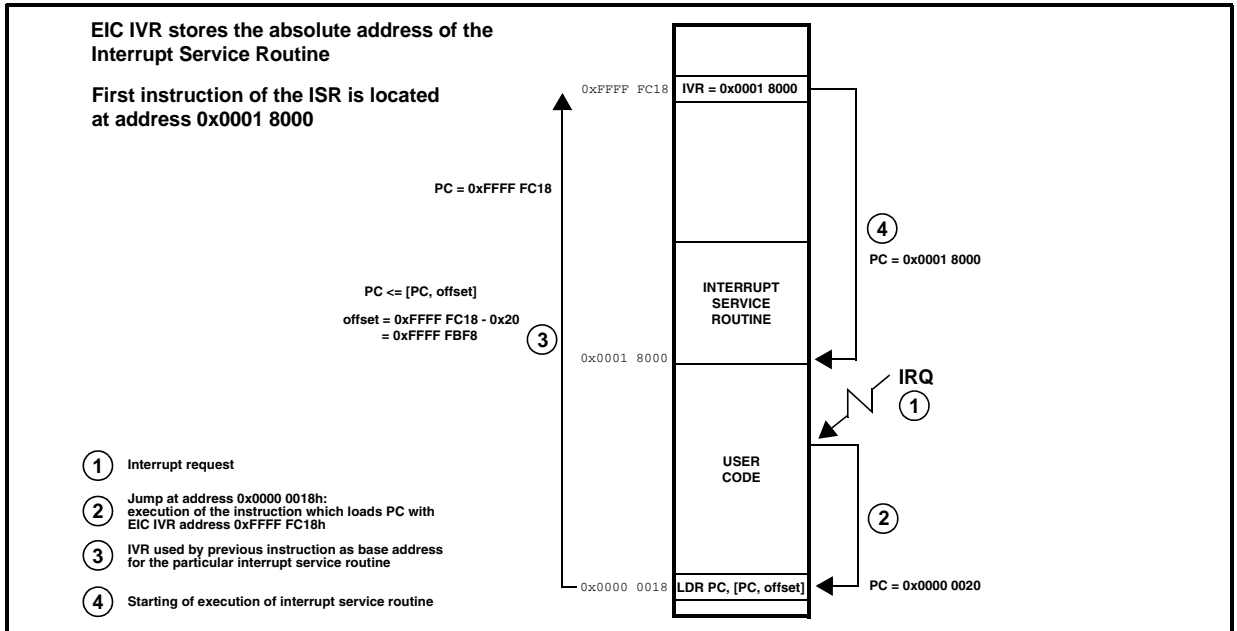 EIC IVR stores the absolute address of the
Interrupt Service Routine
First instruction of the ISR is located
at address 0x0001 8000
0xFFFF FC18
IVR = 0x0001 8000
PC = 0xFFFF FC18
4
PC = 0x0001 8000
PC <= [PC, offset]
offset = 0xFFFF FC18 - 0x20
= 0xFFFF FBF8
3
INTERRUPT
SERVICE
ROUTINE
0x0001 8000
IRQ
1
USER
CODE
2
0x0000 0018
LDR PC, [PC, offset]
PC = 0x0000 0020
1 Interrupt request
2 Jump at address 0x0000 0018h:
execution of the instruction which loads PC with
EIC IVR address 0xFFFF FC18h
3 IVR used by previous instruction as base address
for the particular interrupt service routine
4 Starting of execution of interrupt service routine